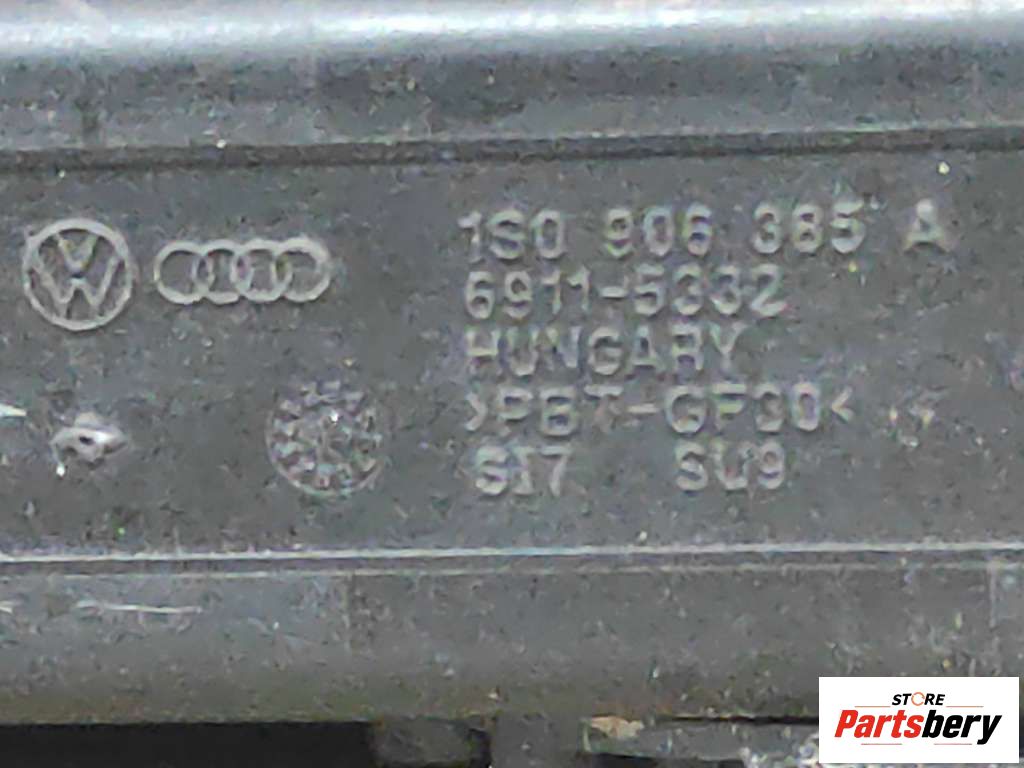 1S0 906 385 A
6911-5332
HUNGARY
>PBT-GF30<
SI7 SU9
STORE
Partsbery